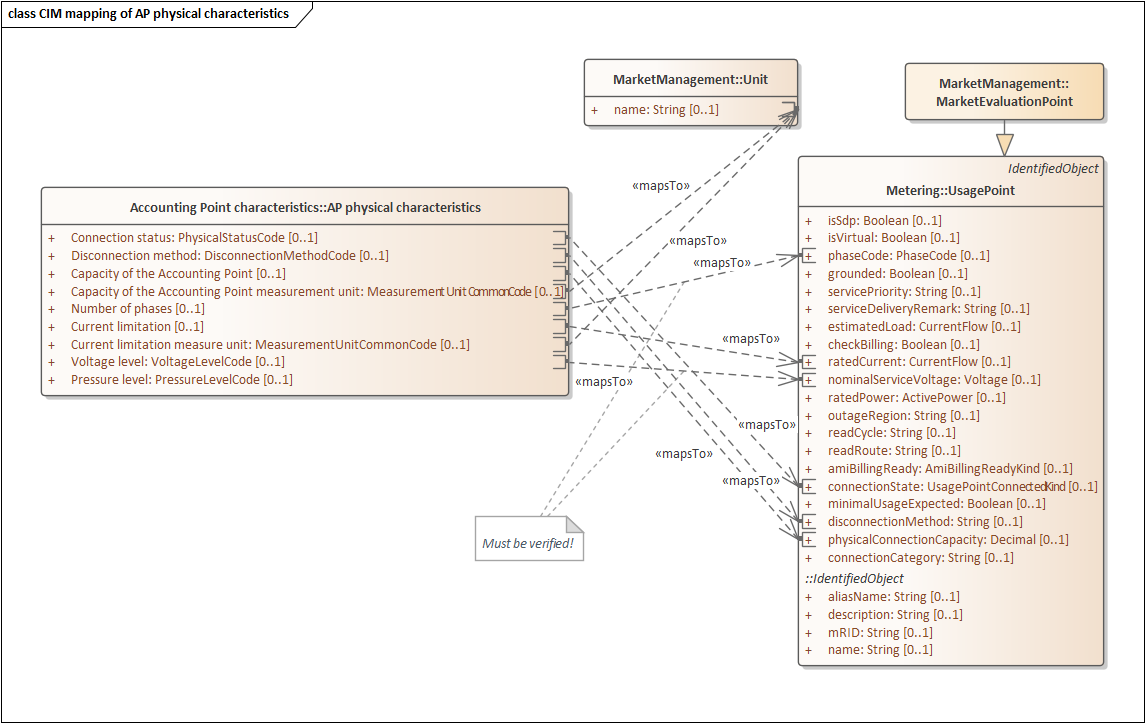 class CIM mapping of AP physical characteristics
MarketManagement::Unit
+ name: String [0..1]
MarketManagement::
MarketEvaluationPoint
Accounting Point characteristics::AP physical characteristics
+ Connection status: PhysicalStatusCode [0..1]
+ Disconnection method: DisconnectionMethodCode [0..1]
+ Capacity of the Accounting Point [0..1]
+ Capacity of the Accounting Point measurement unit: MeasurementUnitCommonCode [0..1]
+ Number of phases [0..1]
+ Current limitation [0..1]
+ Current limitation measure unit: MeasurementUnitCommonCode [0..1]
+ Voltage level: VoltageLevelCode [0..1]
+ Pressure level: PressureLevelCode [0..1]
«mapsTo»
«mapsTo»
«mapsTo»
«mapsTo»
«mapsTo»
«mapsTo»
«mapsTo»
«mapsTo»
Must be verified!
IdentifiedObject
Metering::UsagePoint
+ isSdp: Boolean [0..1]
+ isVirtual: Boolean [0..1]
+ phaseCode: PhaseCode [0..1]
+ grounded: Boolean [0..1]
+ servicePriority: String [0..1]
+ serviceDeliveryRemark: String [0..1]
+ estimatedLoad: CurrentFlow [0..1]
+ checkBilling: Boolean [0..1]
+ ratedCurrent: CurrentFlow [0..1]
+ nominalServiceVoltage: Voltage [0..1]
+ ratedPower: ActivePower [0..1]
+ outageRegion: String [0..1]
+ readCycle: String [0..1]
+ readRoute: String [0..1]
+ amiBillingReady: AmiBillingReadyKind [0..1]
+ connectionState: UsagePointConnectedKind [0..1]
+ minimalUsageExpected: Boolean [0..1]
+ disconnectionMethod: String [0..1]
+ physicalConnectionCapacity: Decimal [0..1]
+ connectionCategory: String [0..1]
::IdentifiedObject
+ aliasName: String [0..1]
+ description: String [0..1]
+ mRID: String [0..1]
+ name: String [0..1]